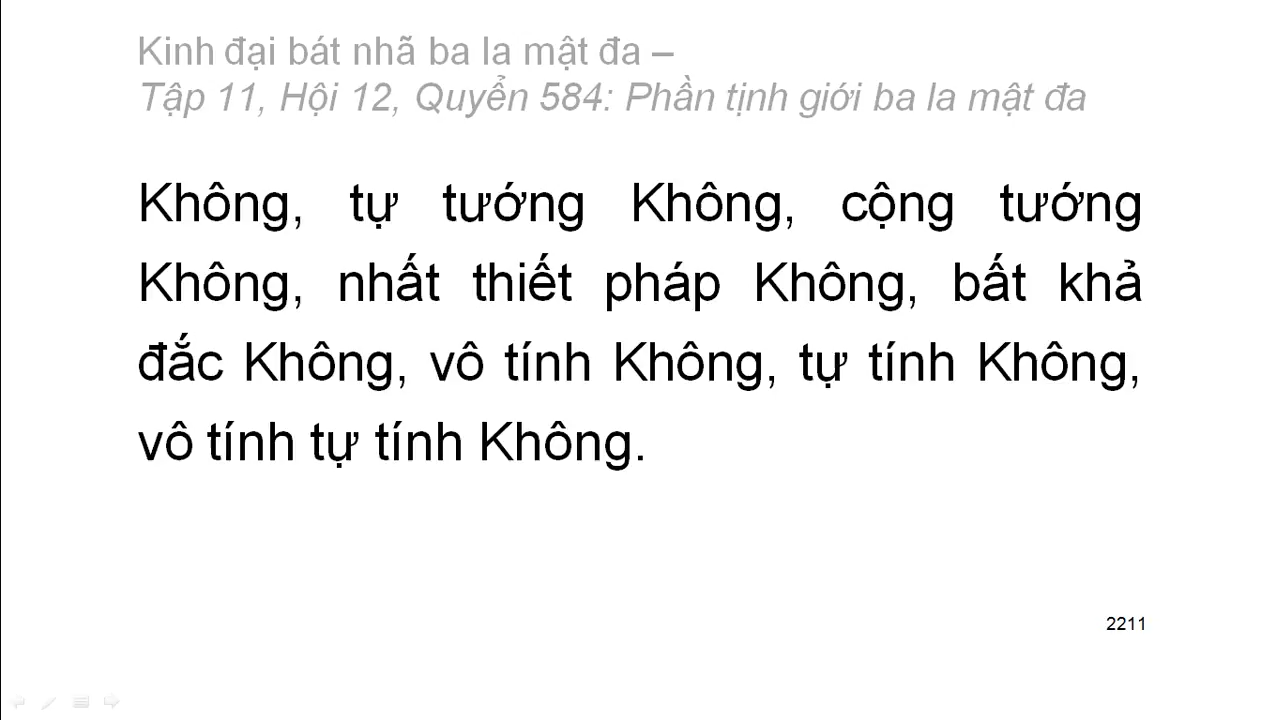 Kinh đại bát nhã ba la mật đa –
Tập 11, Hội 12, Quyển 584: Phần tịnh giới ba la mật đa
Không, tự tướng Không, cộng tướng
Không, nhất thiết pháp Không, bất khả
đắc Không, vô tính Không, tự tính Không,
vô tính tự tính Không.
2211